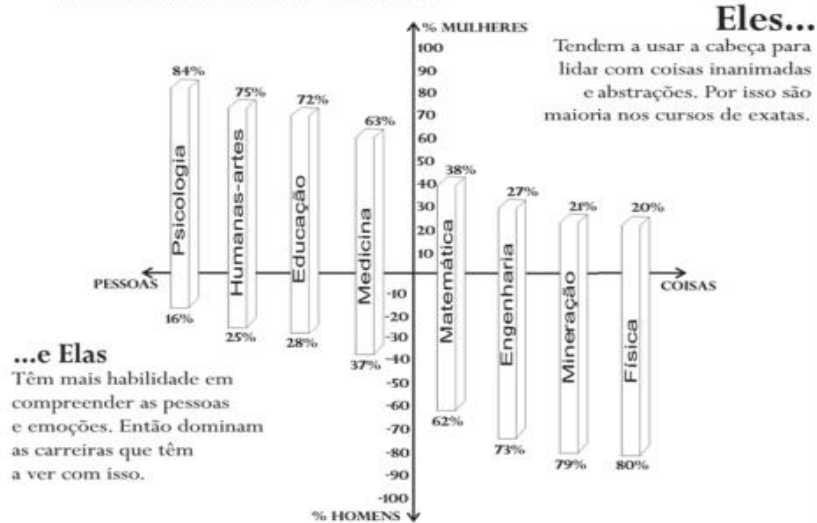 % MULHERES
Eles...
Tendem a usar a cabeça para
lidar com coisas inanimadas
e abstrações. Por isso são
maioria nos cursos de exatas.
100
90
80
70
60
50
40
30
20
10
-10
-20
-30
-40
-50
-60
-70
-80
-90
-100
84%
Psicologia
16%
75%
Humanas-artes
25%
72%
Educação
28%
63%
Medicina
37%
38%
Matemática
62%
27%
Engenharia
73%
21%
Mineração
79%
20%
Física
80%
PESSOAS
COISAS
...e Elas
Têm mais habilidade em
compreender as pessoas
e emoções. Então dominam
as carreiras que têm
a ver com isso.
% HOMENS